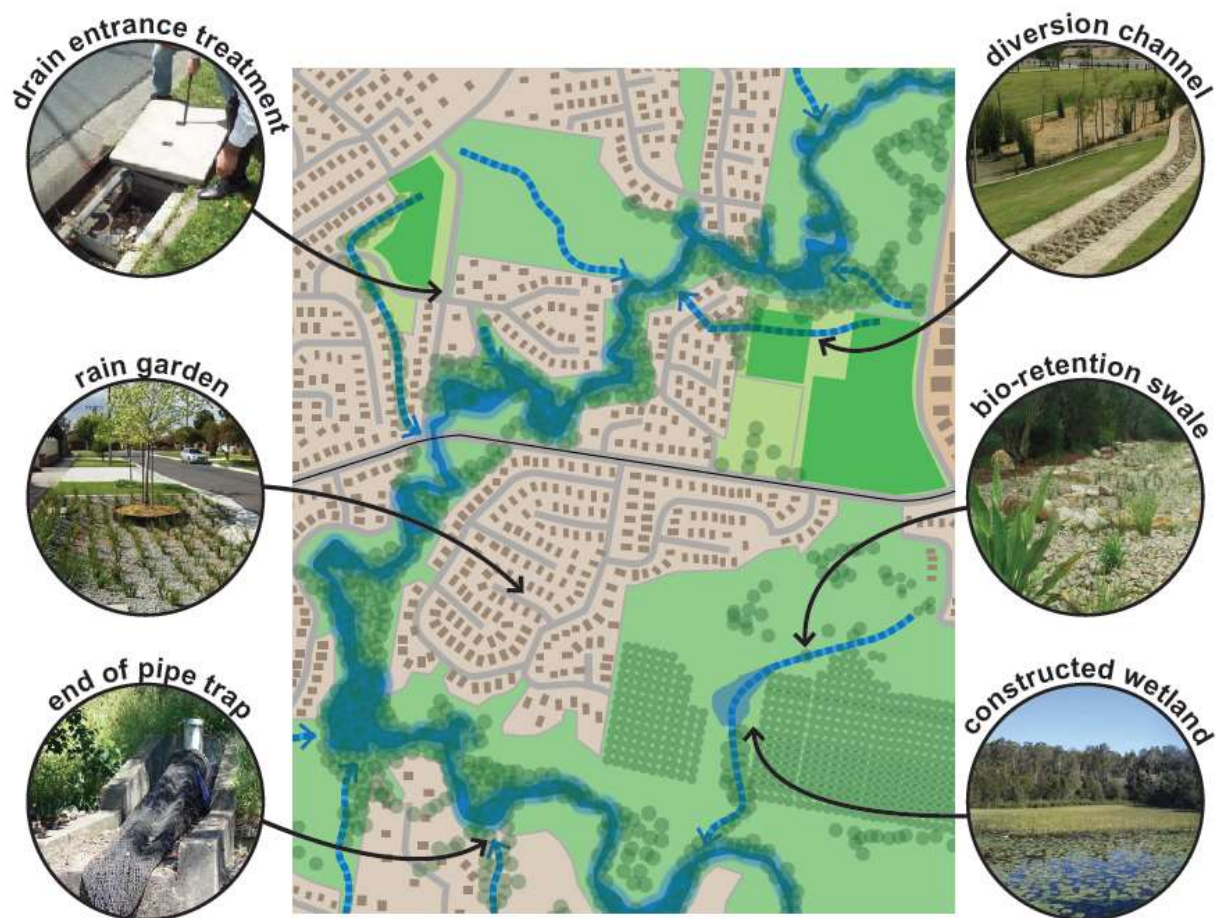 drain entrance treatment
diversion channel
rain garden
bio-retention swale
end of pipe trap
constructed wetland